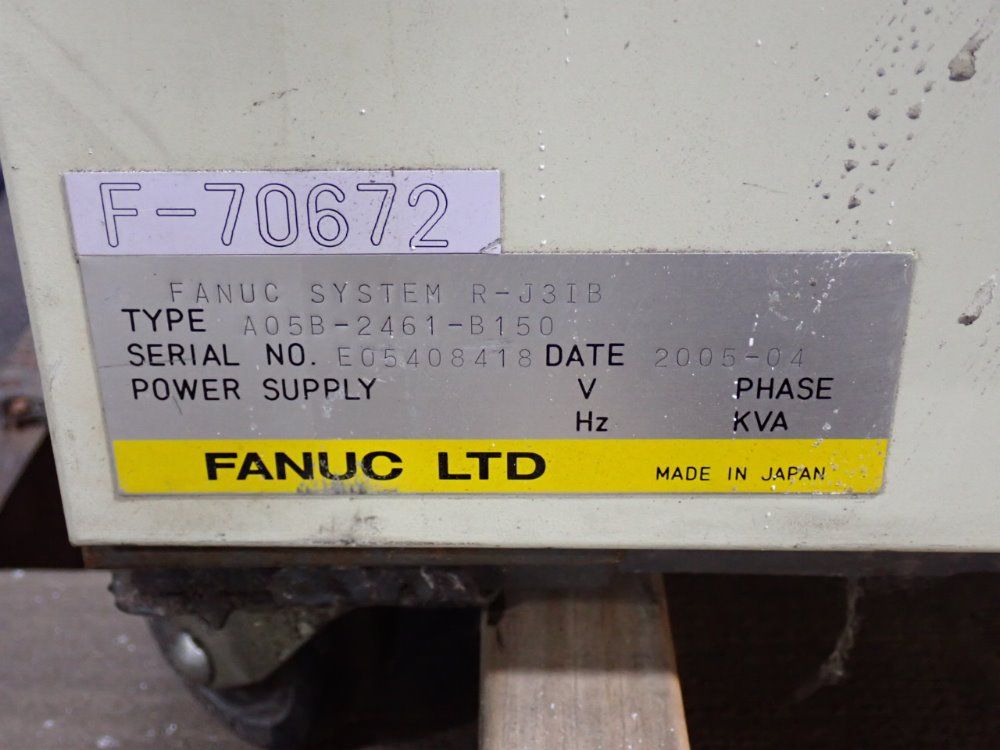 F-70672
FANUC SYSTEM R-J3IB
TYPE A05B-2461-B150
SERIAL NO. E05408418 DATE 2005-04
POWER SUPPLY V PHASE
Hz KVA
FANUC LTD MADE IN JAPAN